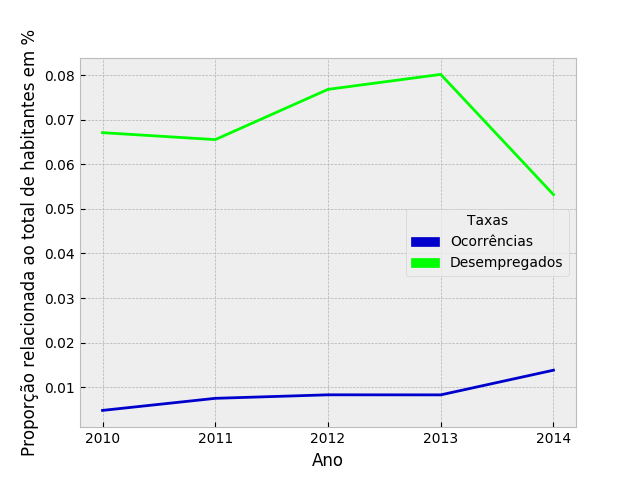 Proporção relacionada ao total de habitantes em %
0.08
0.07
0.06
0.05
0.04
0.03
0.02
0.01
Taxas
Ocorrências
Desempregados
2010 2011 2012 2013 2014
Ano